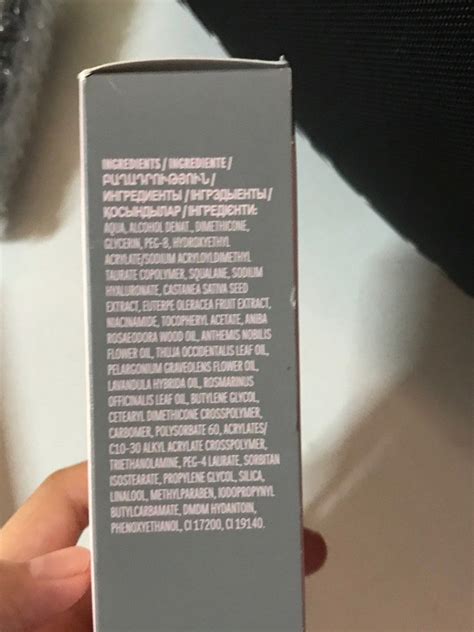 INGREDIENTS / INGREDIENTE /
ԲԱՂԱԴՐՈՒԹՅՈՒՆ /
ИНГРЕДИЕНТЫ / ІНГРЭДЫЕНТЫ /
ҚОСЫНДЫЛАР / ІНГРЕДІЄНТИ:
AQUA, ALCOHOL DENAT., DIMETHICONE,
GLYCERIN, PEG-8, HYDROXYETHYL
ACRYLATE/SODIUM ACRYLOYLDIMETHYL
TAURATE COPOLYMER, SQUALANE, SODIUM
HYALURONATE, CASTANEA SATIVA SEED
EXTRACT, EUTERPE OLERACEA FRUIT EXTRACT,
NIACINAMIDE, TOCOPHERYL ACETATE, ANIBA
ROSAEODORA WOOD OIL, ANTHEMIS NOBILIS
FLOWER OIL, THUJA OCCIDENTALIS LEAF OIL,
PELARGONIUM GRAVEOLENS FLOWER OIL,
LAVANDULA HYBRIDA OIL, ROSMARINUS
OFFICINALIS LEAF OIL, BUTYLENE GLYCOL,
CETEARYL DIMETHICONE CROSSPOLYMER,
CARBOMER, POLYSORBATE 60, ACRYLATES/
C10-30 ALKYL ACRYLATE CROSSPOLYMER,
TRIETHANOLAMINE, PEG-4 LAURATE, SORBITAN
ISOSTEARATE, PROPYLENE GLYCOL, SILICA,
LINALOOL, METHYLPARABEN, IODOPROPYNYL
BUTYLCARBAMATE, DMDM HYDANTOIN,
PHENOXYETHANOL, CI 17200, CI 19140.